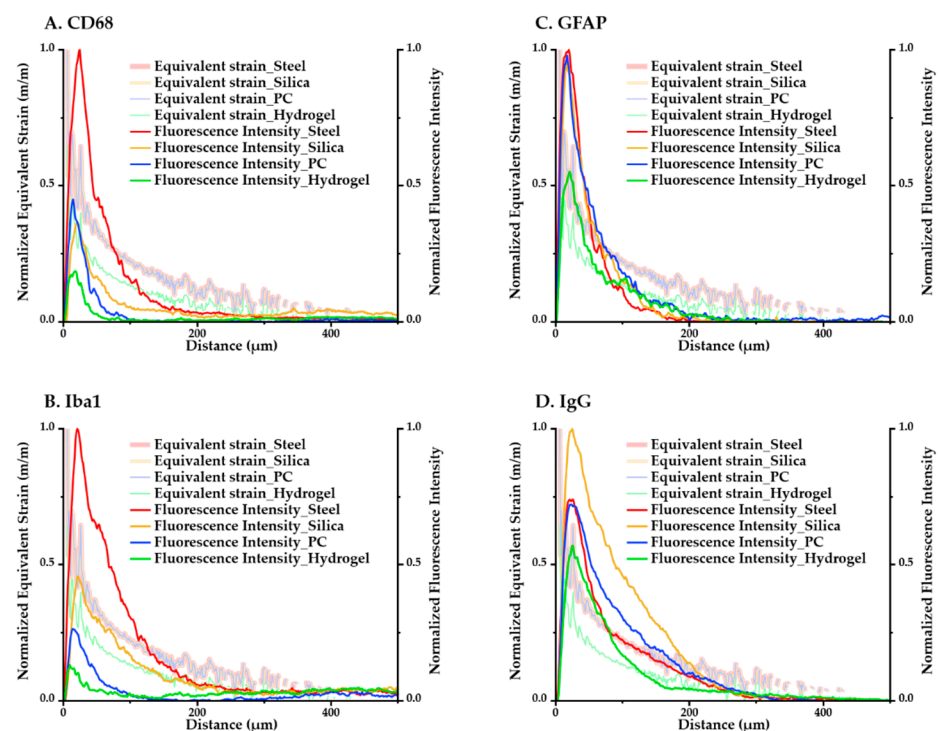 A. CD68
1.0
0.5
0.0
0
200
400
Normalized Equivalent Strain (m/m)
Distance (µm)
1.0
0.5
0.0
Normalized Fluorescence Intensity
Equivalent strain_Steel
Equivalent strain_Silica
Equivalent strain_PC
Equivalent strain_Hydrogel
Fluorescence Intensity_Steel
Fluorescence Intensity_Silica
Fluorescence Intensity_PC
Fluorescence Intensity_Hydrogel
C. GFAP
1.0
0.5
0.0
0
200
400
Normalized Equivalent Strain (m/m)
Distance (µm)
1.0
0.5
0.0
Normalized Fluorescence Intensity
Equivalent strain_Steel
Equivalent strain_Silica
Equivalent strain_PC
Equivalent strain_Hydrogel
Fluorescence Intensity_Steel
Fluorescence Intensity_Silica
Fluorescence Intensity_PC
Fluorescence Intensity_Hydrogel
B. Iba1
1.0
0.5
0.0
0
200
400
Normalized Equivalent Strain (m/m)
Distance (µm)
1.0
0.5
0.0
Normalized Fluorescence Intensity
Equivalent strain_Steel
Equivalent strain_Silica
Equivalent strain_PC
Equivalent strain_Hydrogel
Fluorescence Intensity_Steel
Fluorescence Intensity_Silica
Fluorescence Intensity_PC
Fluorescence Intensity_Hydrogel
D. IgG
1.0
0.5
0.0
0
200
400
Normalized Equivalent Strain (m/m)
Distance (µm)
1.0
0.5
0.0
Normalized Fluorescence Intensity
Equivalent strain_Steel
Equivalent strain_Silica
Equivalent strain_PC
Equivalent strain_Hydrogel
Fluorescence Intensity_Steel
Fluorescence Intensity_Silica
Fluorescence Intensity_PC
Fluorescence Intensity_Hydrogel